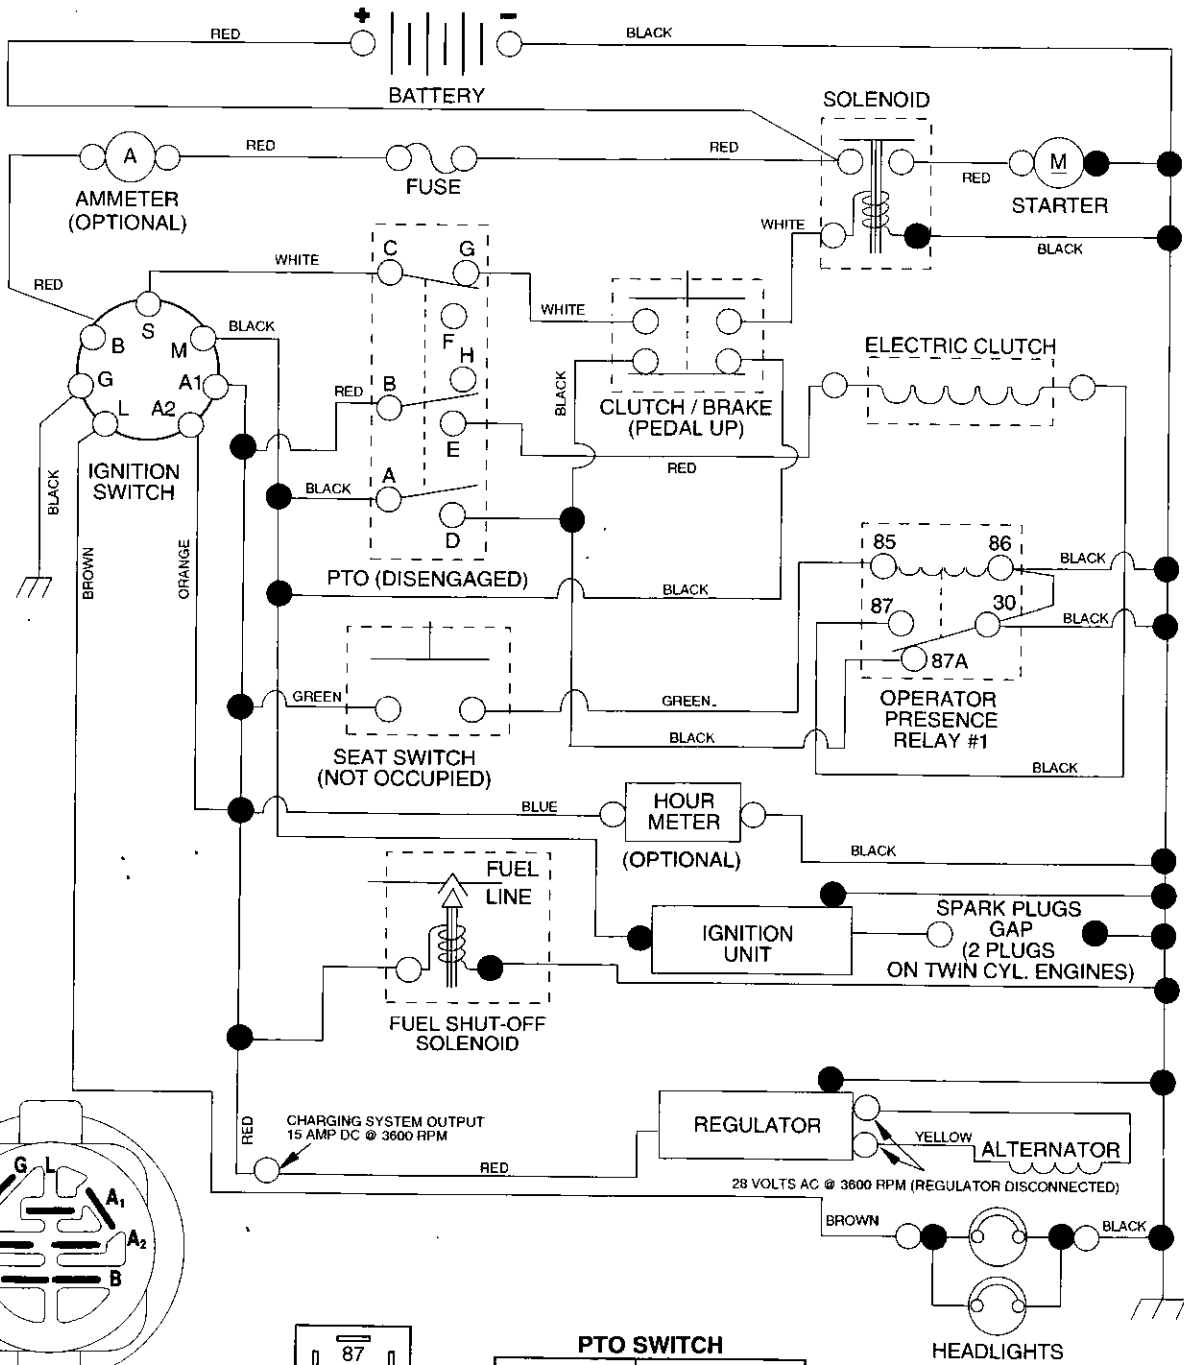 + -
RED
BLACK
BATTERY
SOLENOID
A
RED
RED
M
AMMETER
(OPTIONAL)
FUSE
RED
STARTER
WHITE
BLACK
C G
WHITE
RED
WHITE
S
BLACK
B
M
F
H
ELECTRIC CLUTCH
G
A1
RED
B
BLACK
L
A2
CLUTCH / BRAKE
(PEDAL UP)
E
RED
IGNITION
SWITCH
BLACK
BLACK
A
D
BROWN
ORANGE
85 86
BLACK
PTO (DISENGAGED)
BLACK
87 30
BLACK
87A
GREEN
GREEN
OPERATOR
PRESENCE
RELAY #1
BLACK
SEAT SWITCH
(NOT OCCUPIED)
BLACK
BLUE
HOUR
METER
(OPTIONAL)
BLACK
FUEL
LINE
IGNITION
UNIT
SPARK PLUGS
GAP
(2 PLUGS
ON TWIN CYL. ENGINES)
FUEL SHUT-OFF
SOLENOID
RED
CHARGING SYSTEM OUTPUT
15 AMP DC @ 3600 RPM
REGULATOR
YELLOW
ALTERNATOR
RED
28 VOLTS AC @ 3600 RPM (REGULATOR DISCONNECTED)
G L
A1
A2
B
BROWN
BLACK
HEADLIGHTS
87
PTO SWITCH